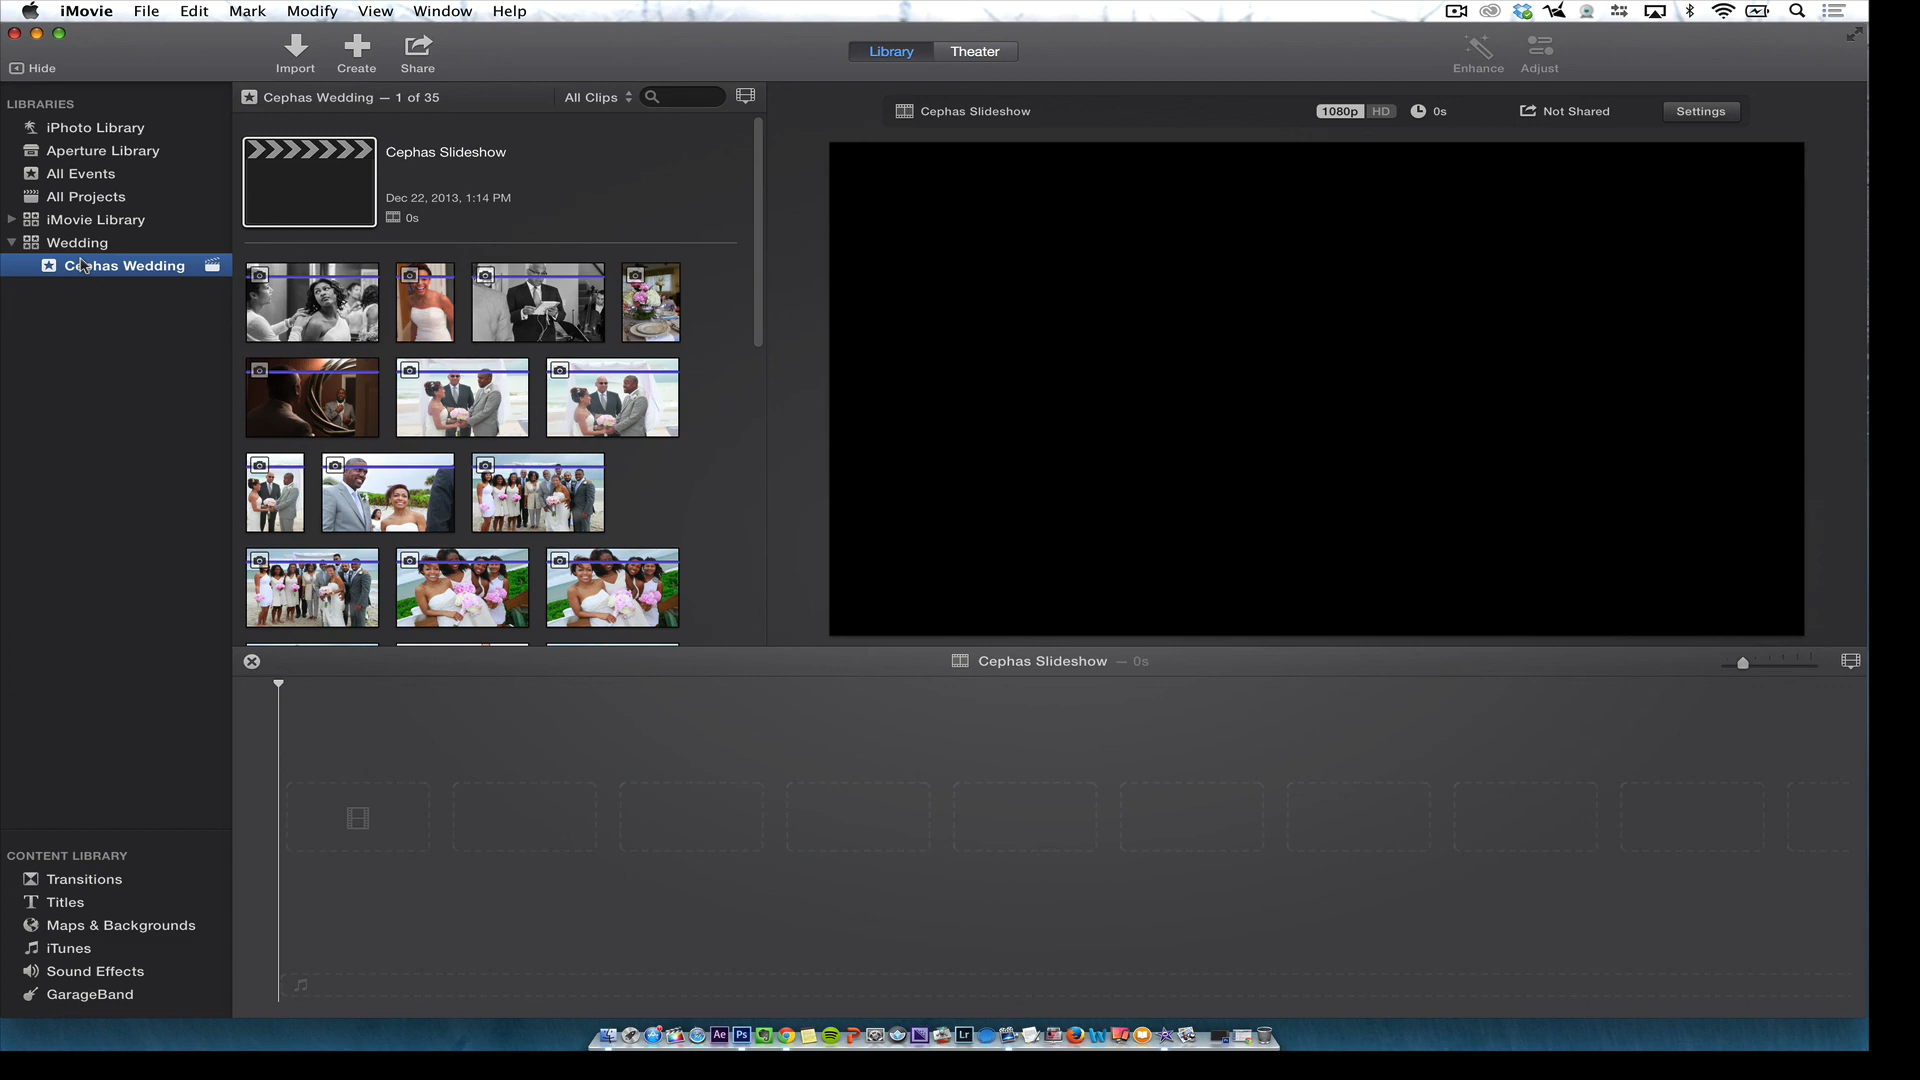 iMovie File Edit Mark Modify View Window Help
Hide
Import Create Share
Library Theater
Enhance Adjust
LIBRARIES
iPhoto Library
Aperture Library
All Events
All Projects
iMovie Library
Wedding
Cephas Wedding
Cephas Wedding — 1 of 35
All Clips
Cephas Slideshow
Dec 22, 2013, 1:14 PM
0s
Cephas Slideshow
1080p HD
0s
Not Shared
Settings
Cephas Slideshow — 0s
CONTENT LIBRARY
Transitions
T Titles
Maps & Backgrounds
iTunes
Sound Effects
GarageBand
Ae Ps Lr W